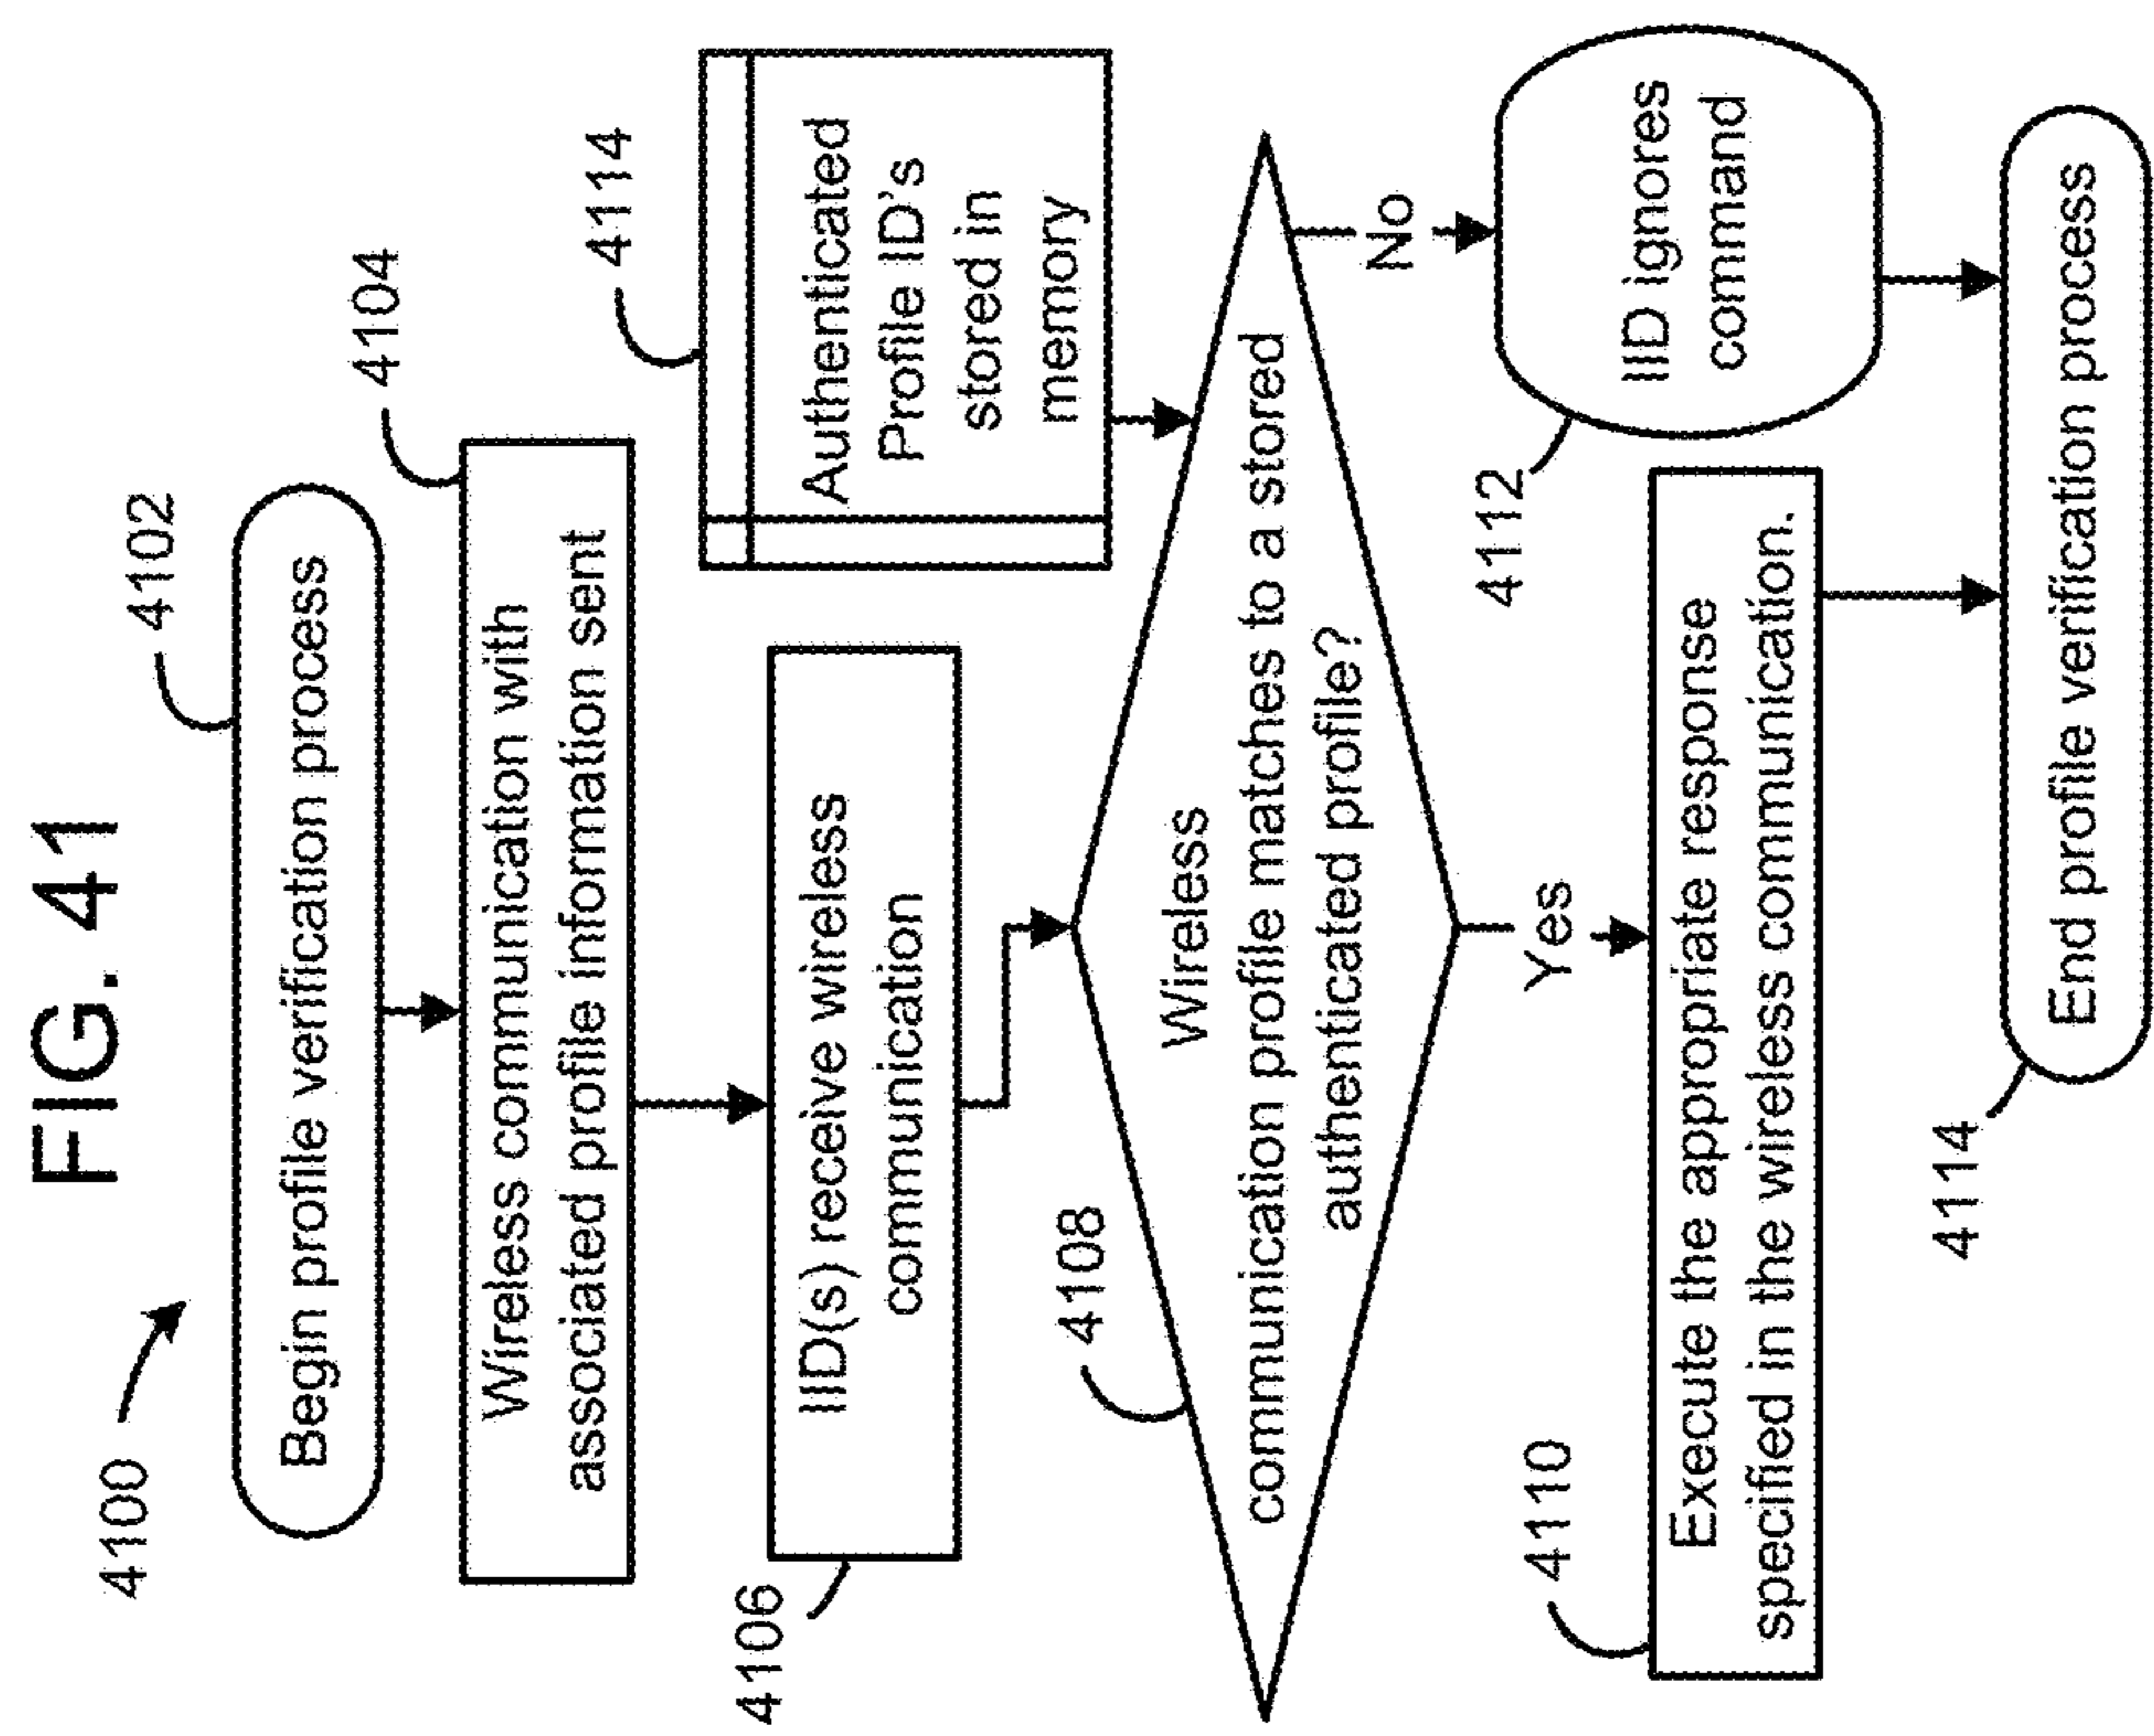 FIG. 41
4100
4102
Begin profile verification process
4104
Wireless communication with
associated profile information sent
4106
IID(s) receive wireless
communication
4114
Authenticated
Profile ID's
stored in
memory
4108
Wireless
communication profile matches to a stored
authenticated profile?
Yes
No
4110
Execute the appropriate response
specified in the wireless communication.
4112
IID ignores
command
4114
End profile verification process